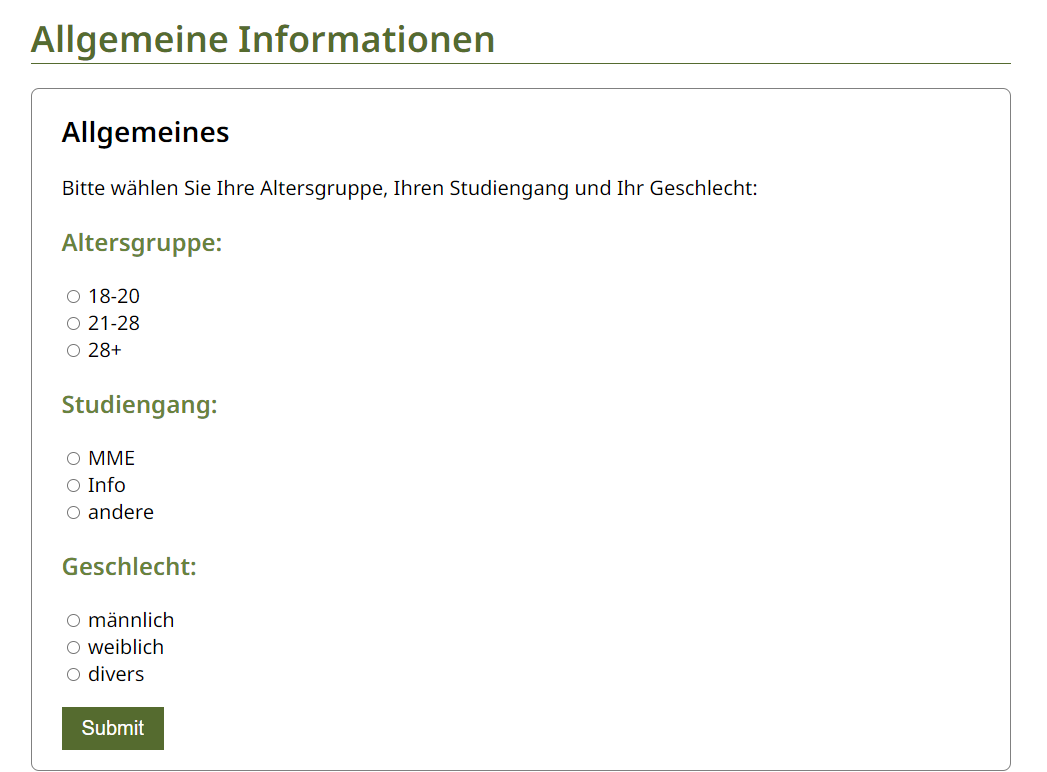 Allgemeine Informationen
Allgemeines
Bitte wählen Sie Ihre Altersgruppe, Ihren Studiengang und Ihr Geschlecht:
Altersgruppe:
18-20
21-28
28+
Studiengang:
MME
Info
andere
Geschlecht:
männlich
weiblich
divers
Submit